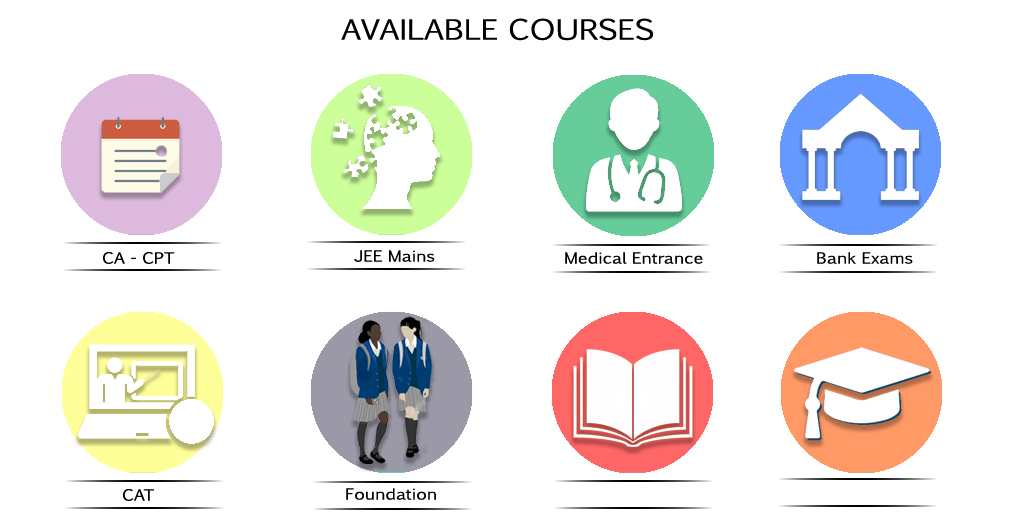 AVAILABLE COURSES
CA - CPT
JEE Mains
Medical Entrance
Bank Exams
CAT
Foundation